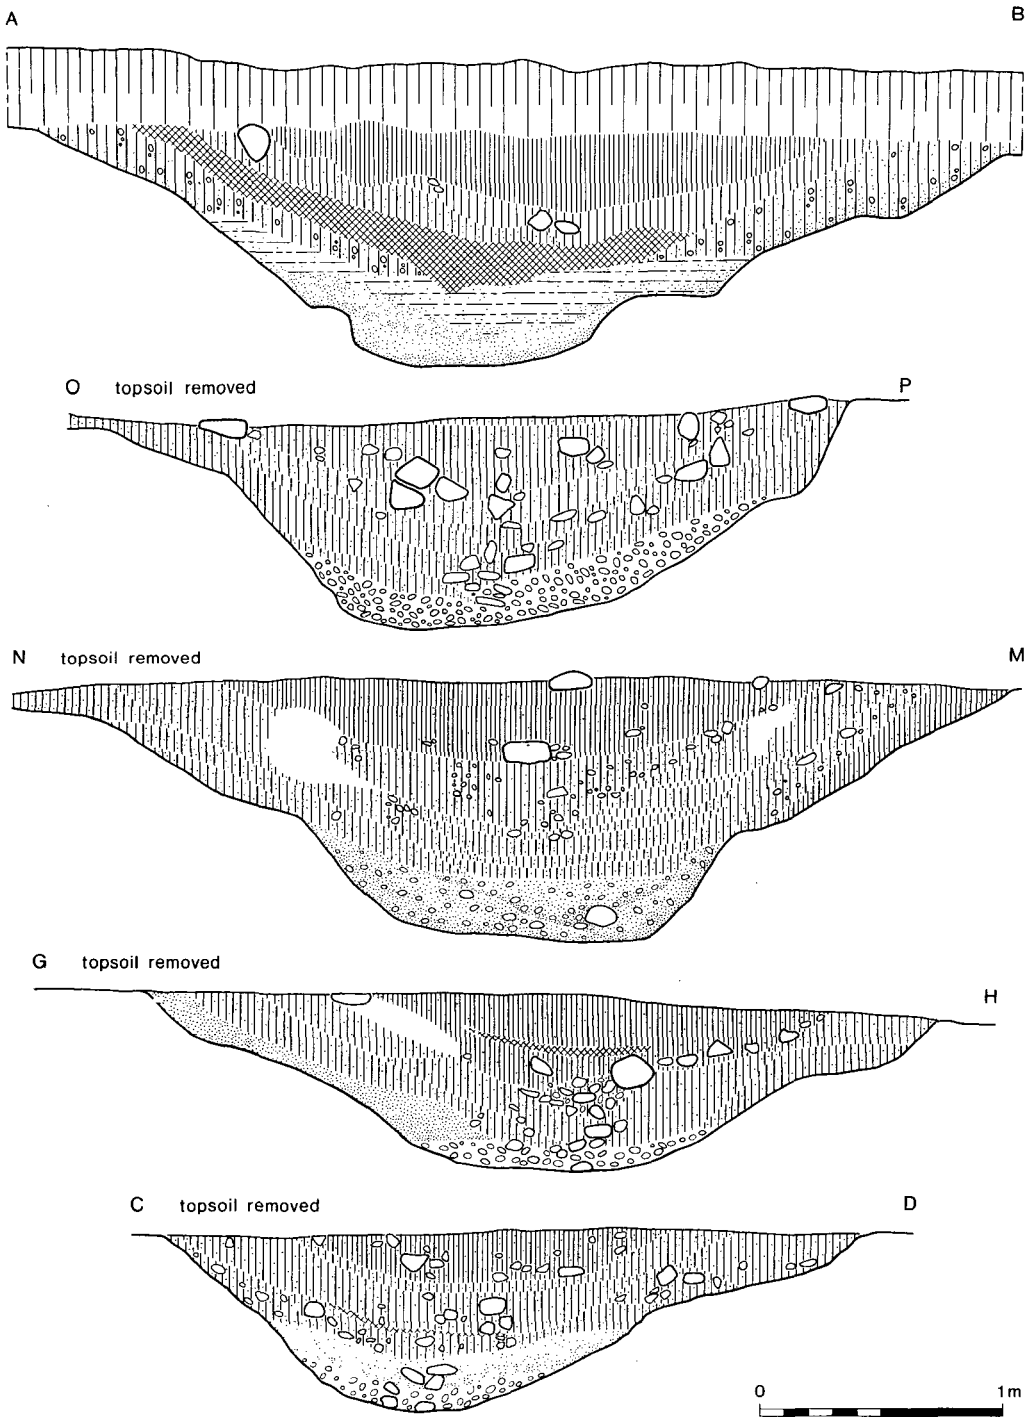 A B
O topsoil removed P
N topsoil removed M
G topsoil removed
H
C topsoil removed D
0 1m